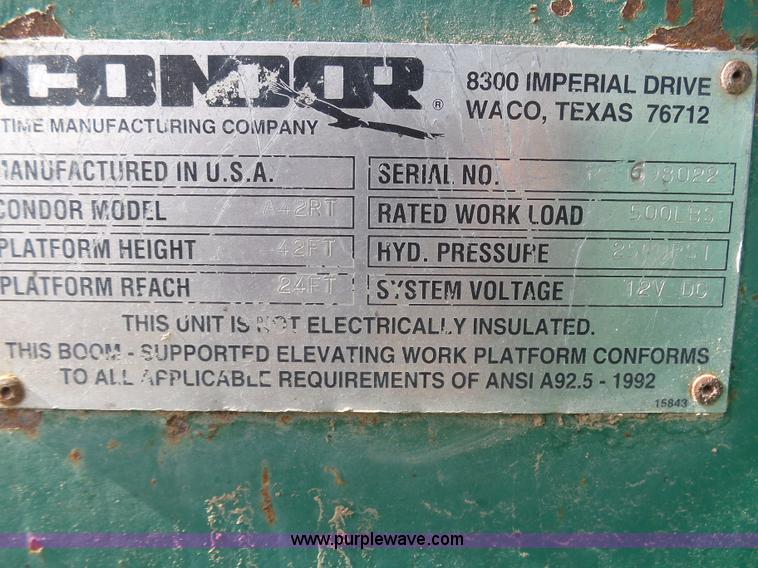 CONDOR ®
TIME MANUFACTURING COMPANY
8300 IMPERIAL DRIVE
WACO, TEXAS 76712
MANUFACTURED IN U.S.A.
CONDOR MODEL A42RT
PLATFORM HEIGHT 42FT
PLATFORM REACH 24FT
SERIAL NO.
RATED WORK LOAD 500LBS
HYD. PRESSURE
SYSTEM VOLTAGE 12V DC
THIS UNIT IS NOT ELECTRICALLY INSULATED.
THIS BOOM - SUPPORTED ELEVATING WORK PLATFORM CONFORMS
TO ALL APPLICABLE REQUIREMENTS OF ANSI A92.5 - 1992
15843
www.purplewave.com